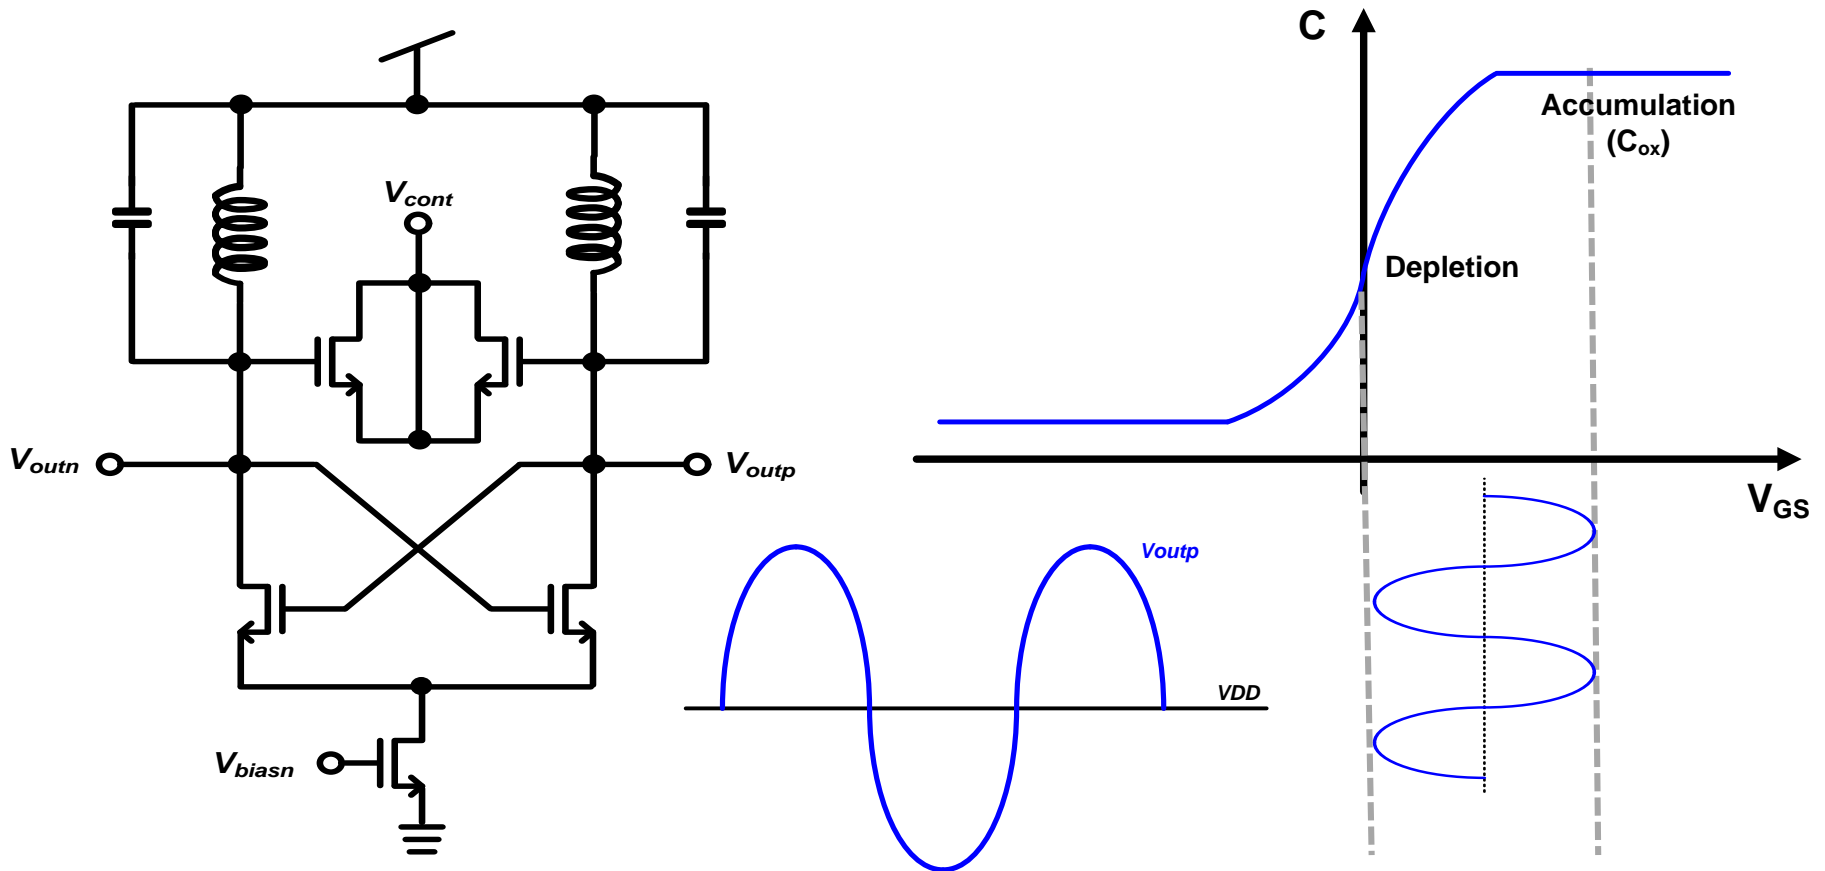 C
Accumulation
(Cox)
Vcont
Depletion
Voutn
Voutp
VGS
Voutp
VDD
Vbiasn